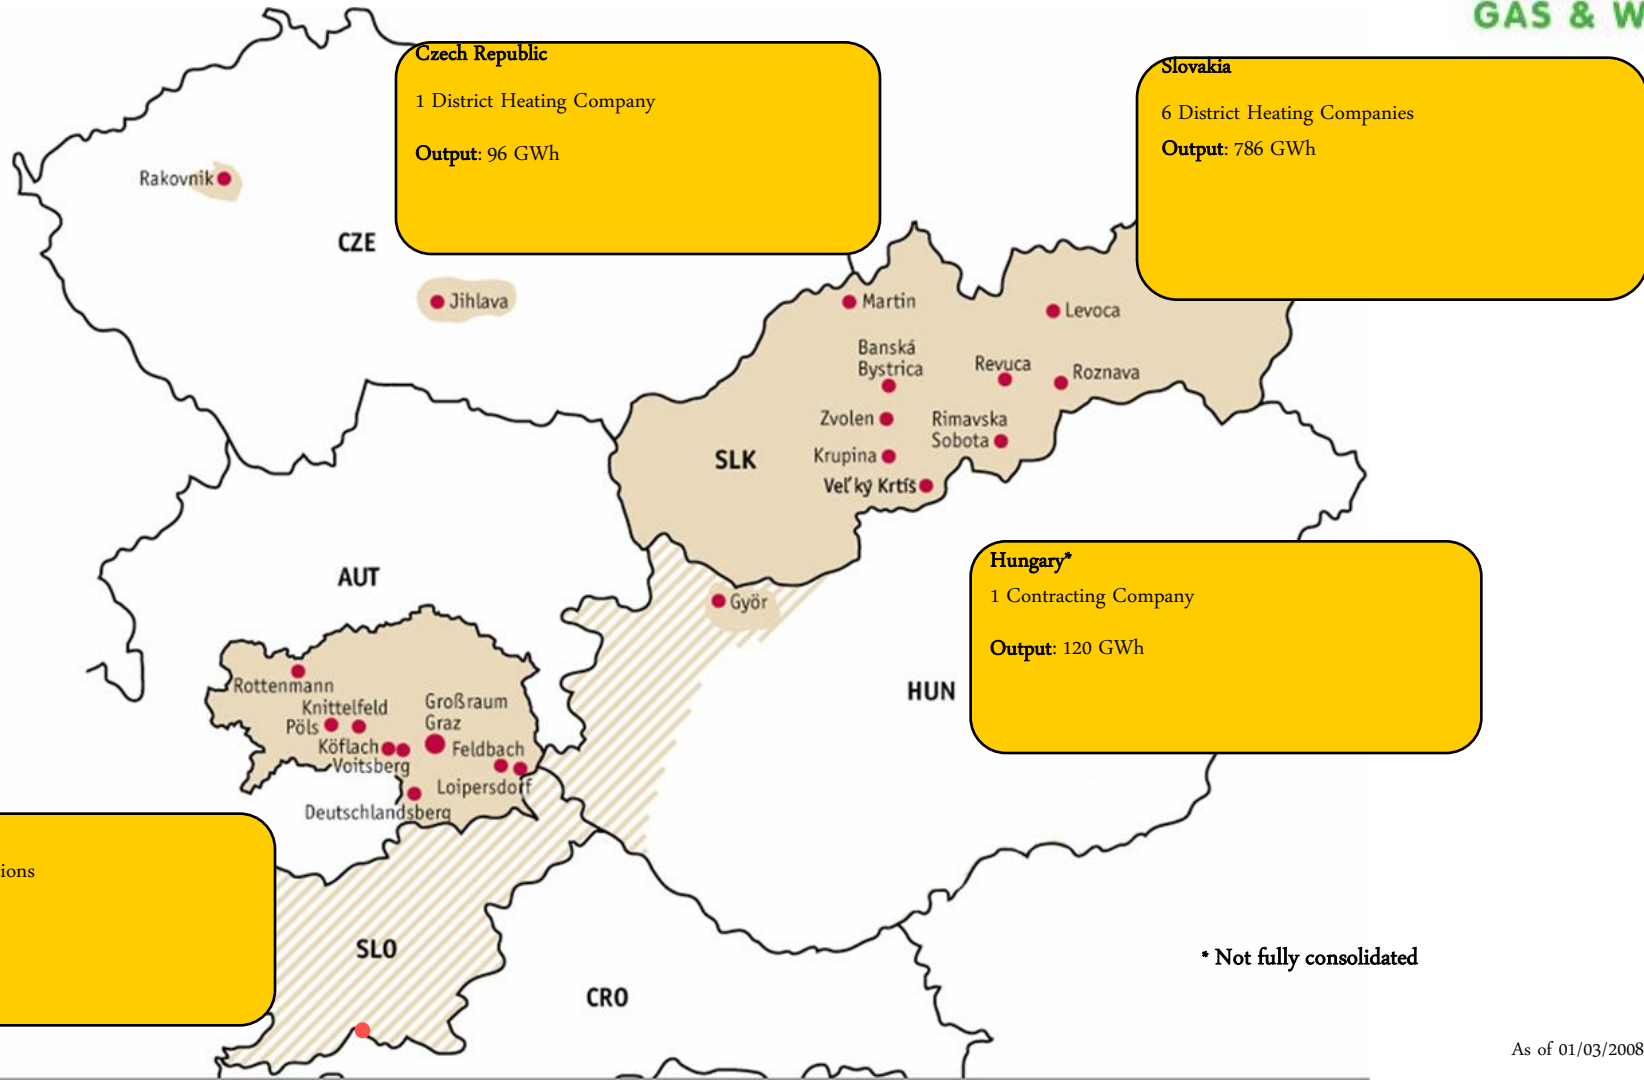 GAS & W
Czech Republic
1 District Heating Company
Output: 96 GWh
Slovakia
6 District Heating Companies
Output: 786 GWh
Rakovnik
CZE
Jihlava
Martin
Levoca
Banská
Bystrica
Revuca
Roznava
Zvolen
Rimavska
Sobota
Krupina
SLK
Veľký Krtíš
Hungary*
1 Contracting Company
Output: 120 GWh
AUT
Györ
HUN
Rottenmann
Knittelfeld
Großraum
Graz
Pöls
Köflach
Feldbach
Voitsberg
Loipersdorf
Deutschlandsberg
ions
SLO
CRO
* Not fully consolidated
As of 01/03/2008